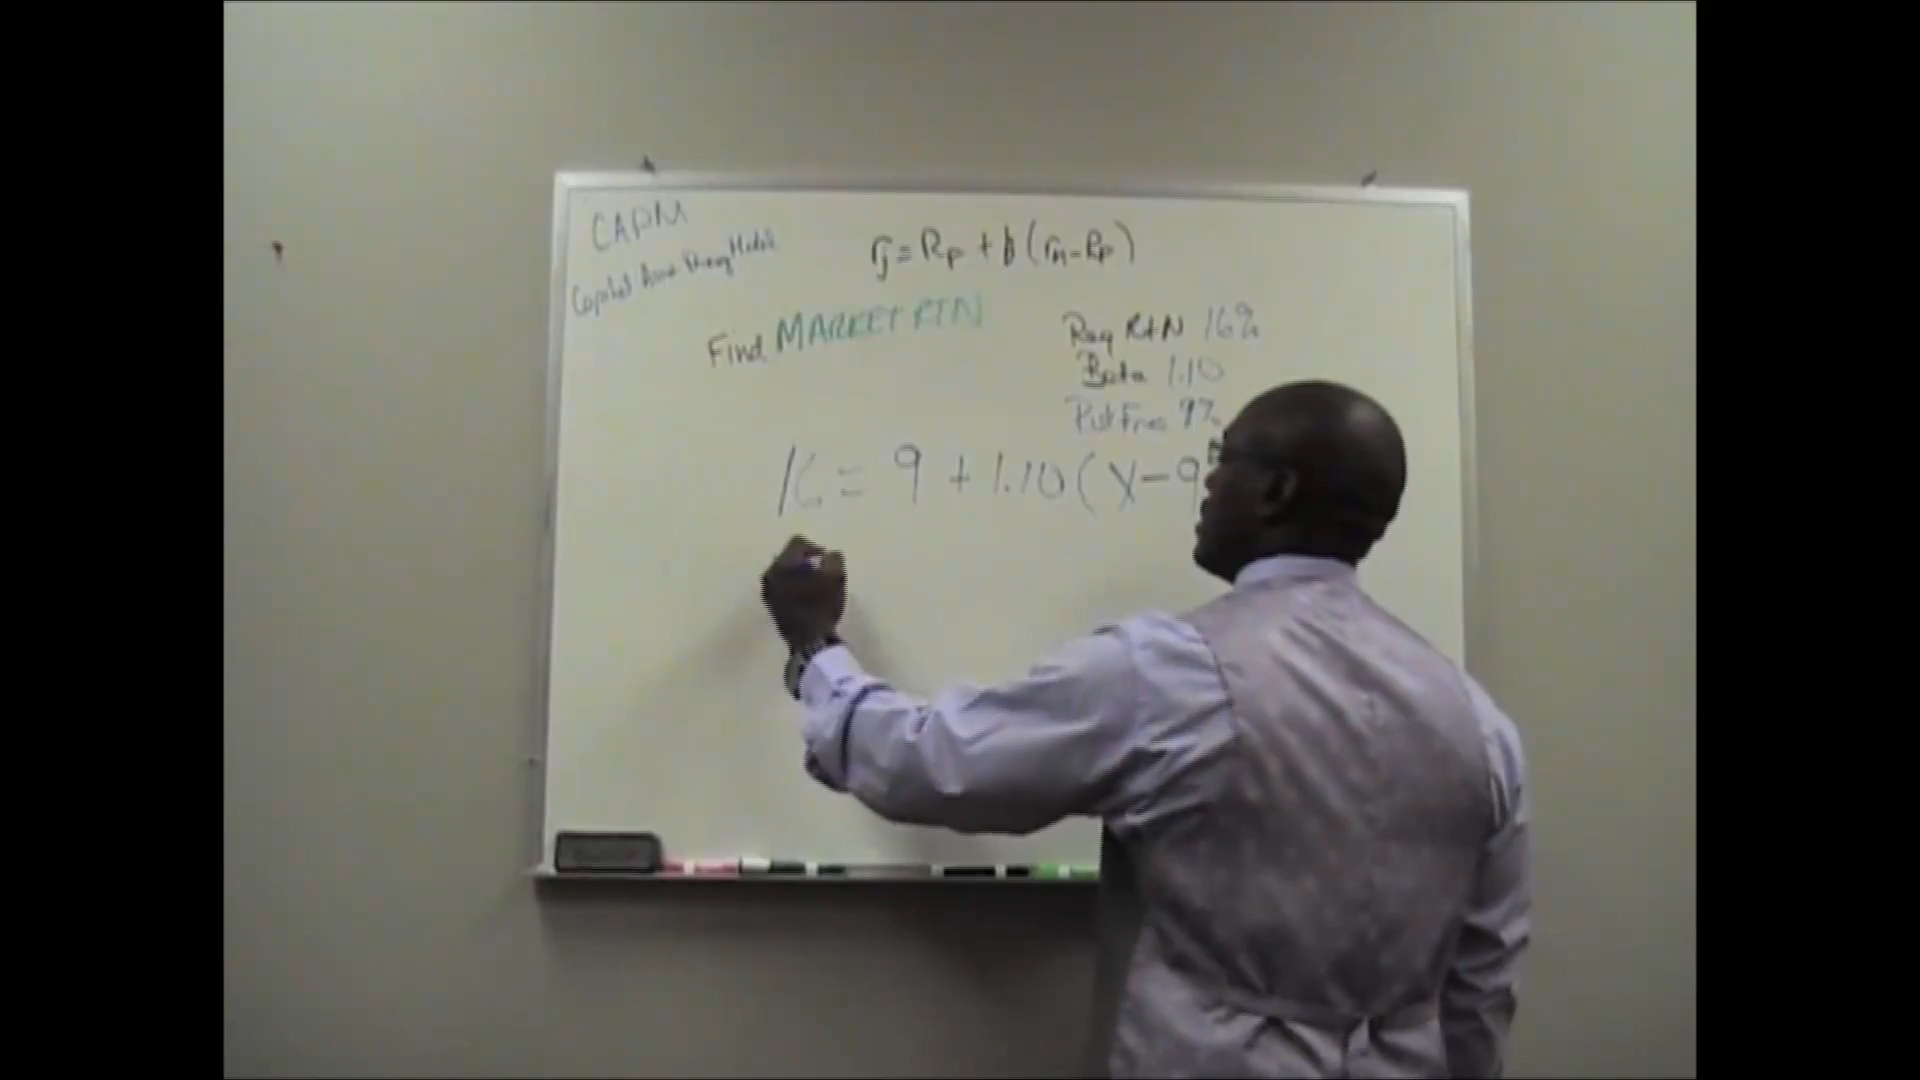 CAPM
Capital Asset Pricing Model
rj = RF + b (rm - RF)
Find MARKET RTN
Req RtN 16%
Beta 1.10
Risk Free 9%
16 = 9 + 1.10 (X - 9